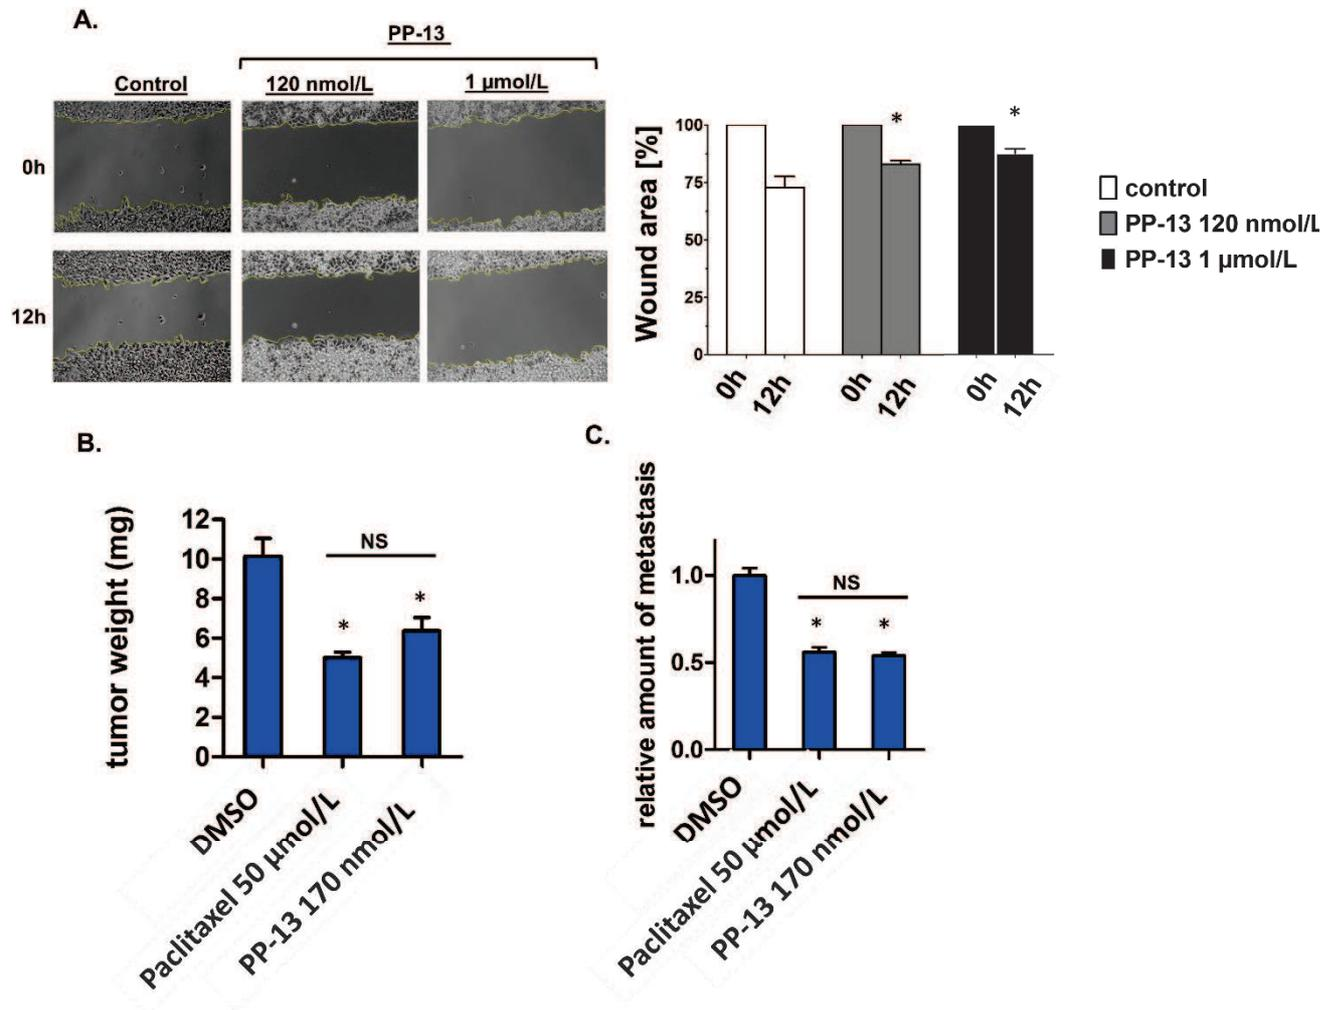 A.
PP-13
Control
120 nmol/L
1 µmol/L
0h
12h
Wound area [%]
100
75
50
25
0
*
*
0h
12h
0h
12h
0h
12h
control
PP-13 120 nmol/L
PP-13 1 µmol/L
B.
tumor weight (mg)
12
10
8
6
4
2
0
NS
*
*
DMSO
Paclitaxel 50 µmol/L
PP-13 170 nmol/L
C.
relative amount of metastasis
1.0
0.5
0.0
NS
*
*
DMSO
Paclitaxel 50 µmol/L
PP-13 170 nmol/L